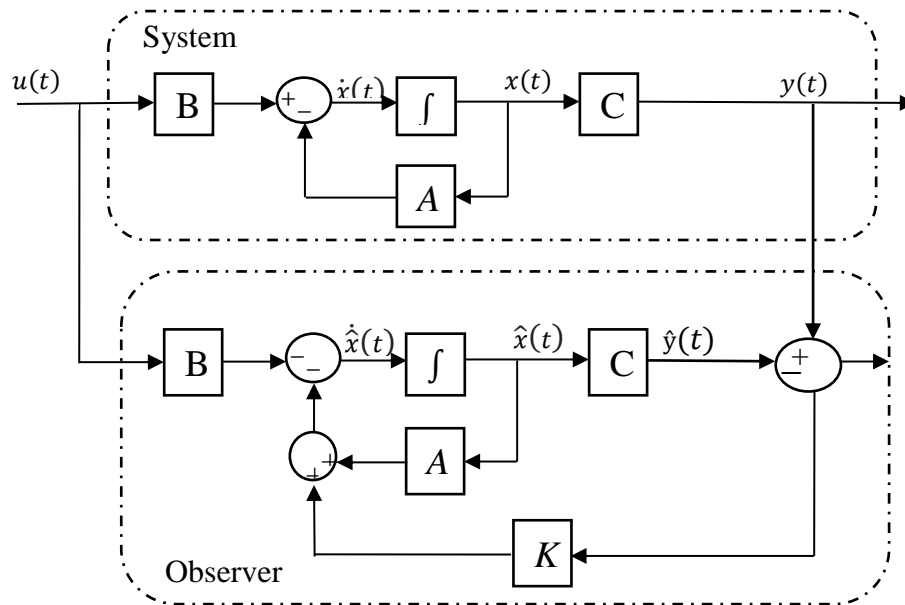 System
u(t)
B
+
−
ẋ(t)
∫
x(t)
C
y(t)
A
B
−
−
x̂̇(t)
∫
x̂(t)
C
ŷ(t)
+
−
A
+
+
K
Observer